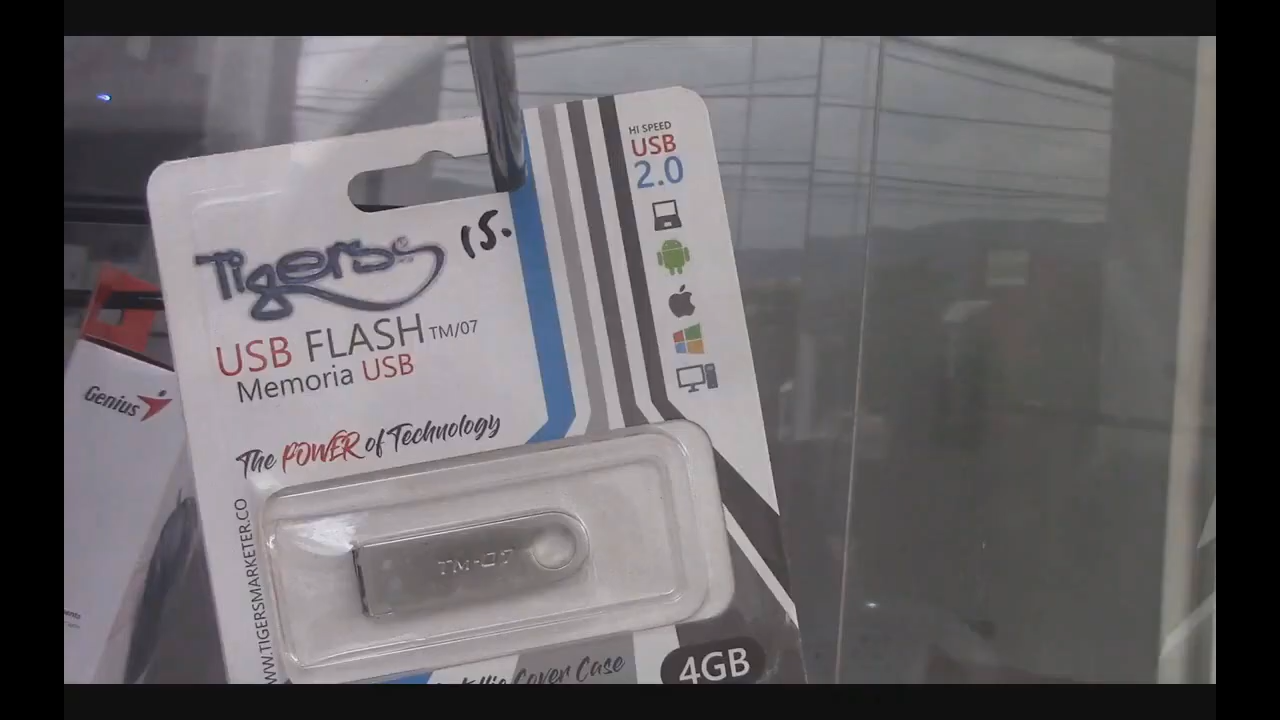 HI SPEED
USB
2.0
15.
Tigers
USB FLASH TM/07
Memoria USB
The POWER of Technology
WWW.TIGERSMARKETER.CO
TM-07
Cover Case
4GB
Genius